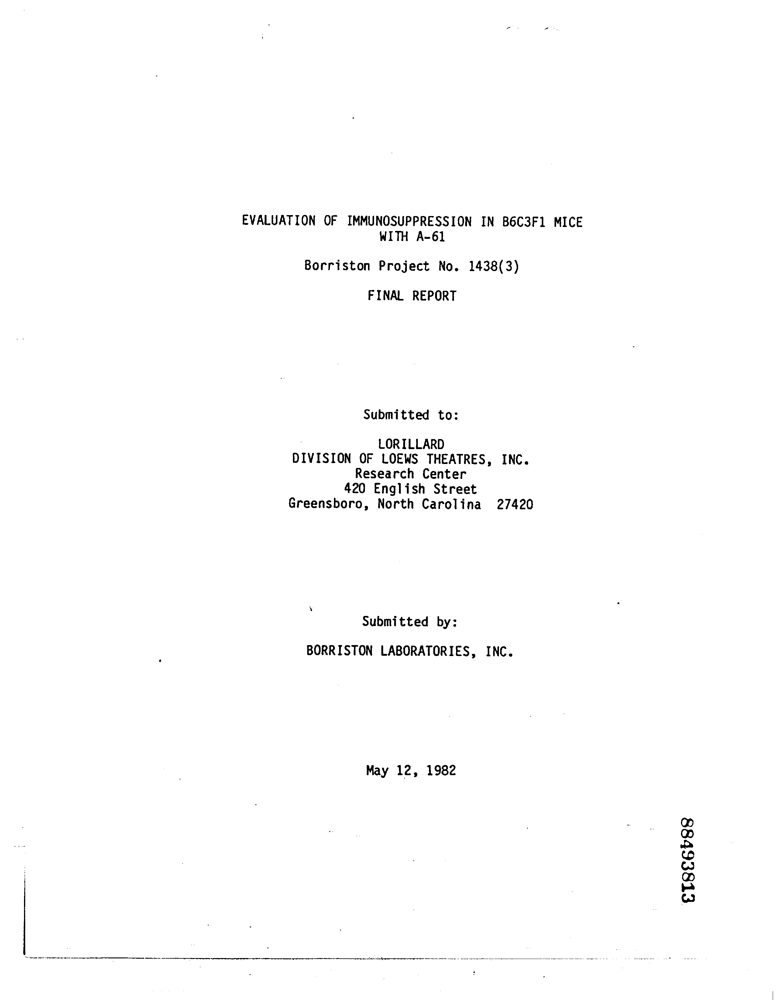 EVALUATION OF IMMUNOSUPPRESSION IN B6C3F1 MICE
WITH A-61
Borriston Project No. 1438(3)
FINAL REPORT
Submitted to:
LORILLARD
DIVISION OF LOEWS THEATRES, INC.
Research Center
420 English Street
Greensboro, North Carolina 27420
Submitted by:
BORRISTON LABORATORIES, INC.
May 12, 1982
88493813